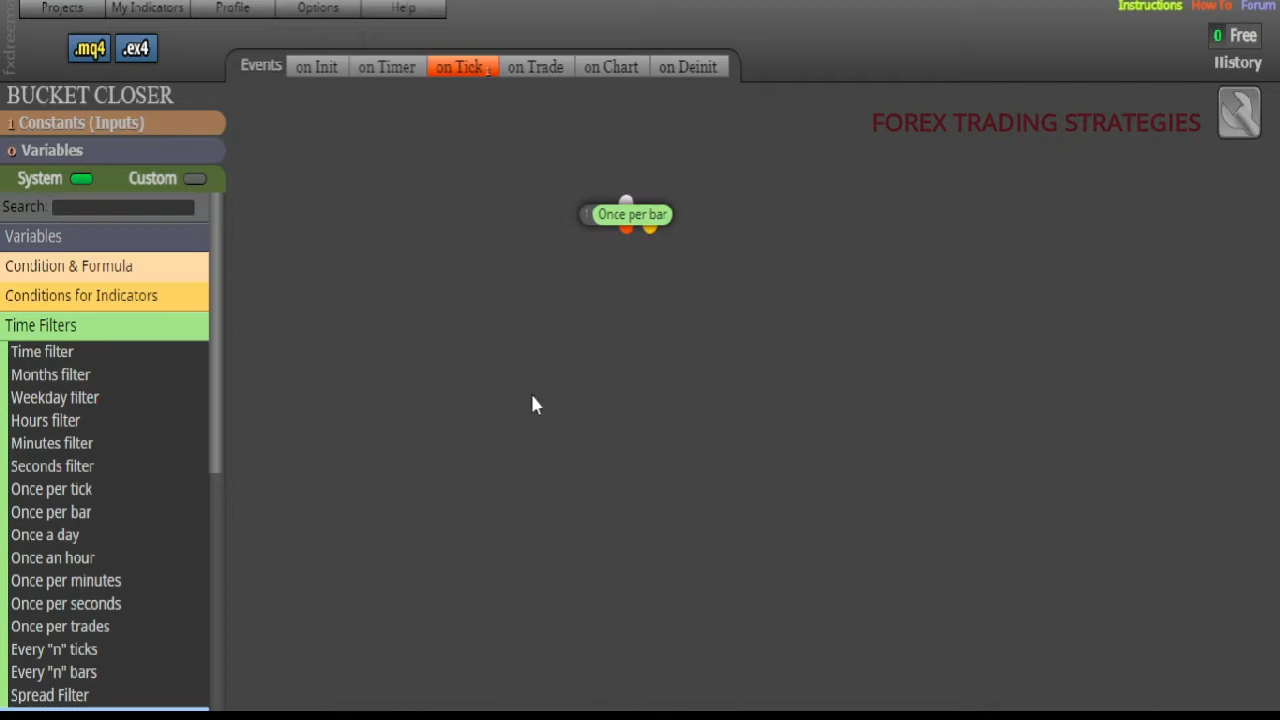 Projects My Indicators Profile Options Help
Instructions How To Forum
.mq4 .ex4
0 Free
History
Events on Init on Timer on Tick 1 on Trade on Chart on Deinit
BUCKET CLOSER
1 Constants (Inputs)
0 Variables
System Custom
Search:
Variables
Condition & Formula
Conditions for Indicators
Time Filters
Time filter
Months filter
Weekday filter
Hours filter
Minutes filter
Seconds filter
Once per tick
Once per bar
Once a day
Once an hour
Once per minutes
Once per seconds
Once per trades
Every "n" ticks
Every "n" bars
Spread Filter
FOREX TRADING STRATEGIES
1 Once per bar